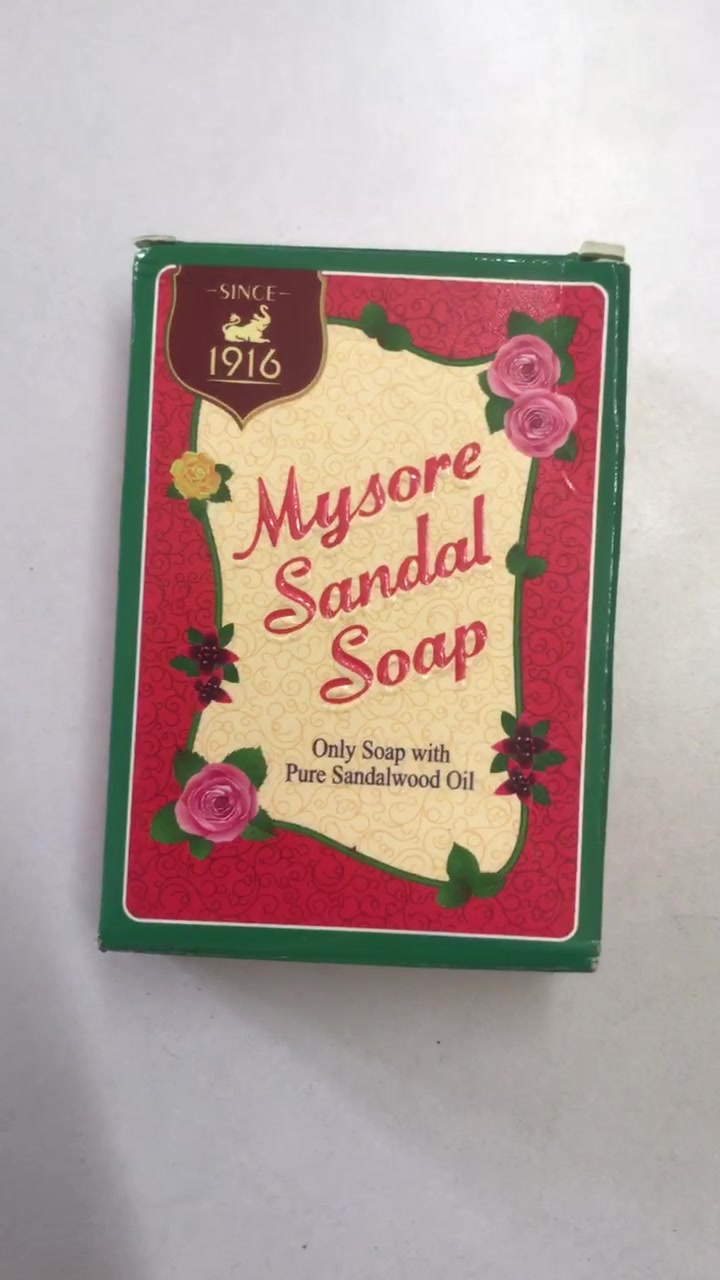 -SINCE-
1916
Mysore
Sandal
Soap
Only Soap with
Pure Sandalwood Oil